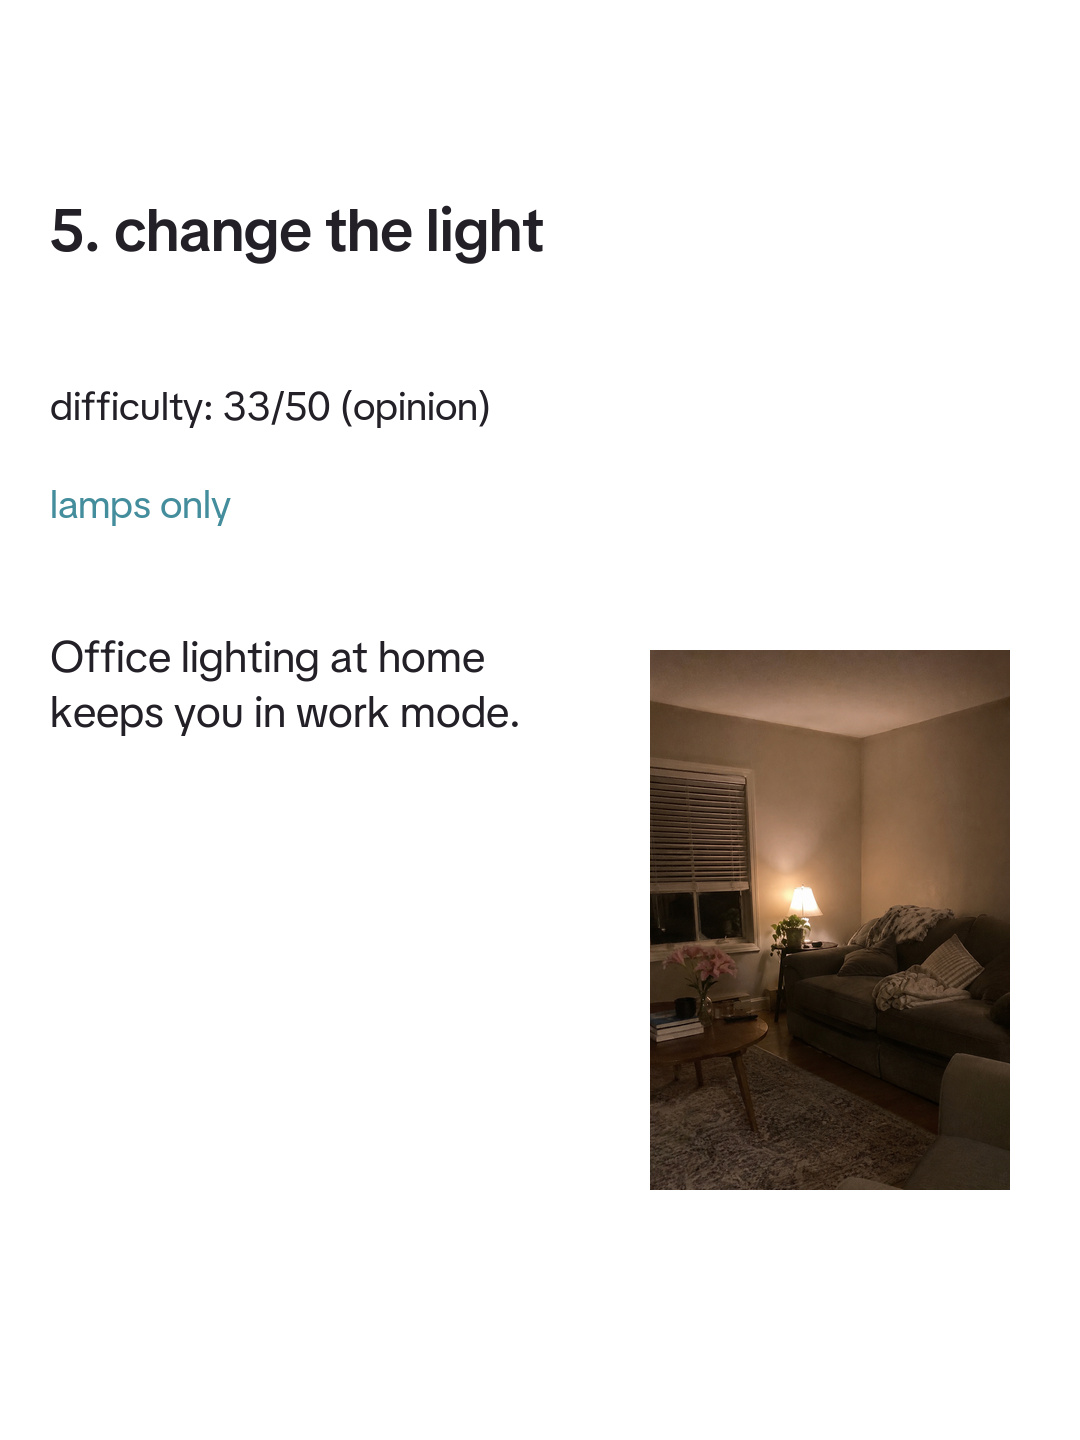 5. change the light
difficulty: 33/50 (opinion)
lamps only
Office lighting at home
keeps you in work mode.